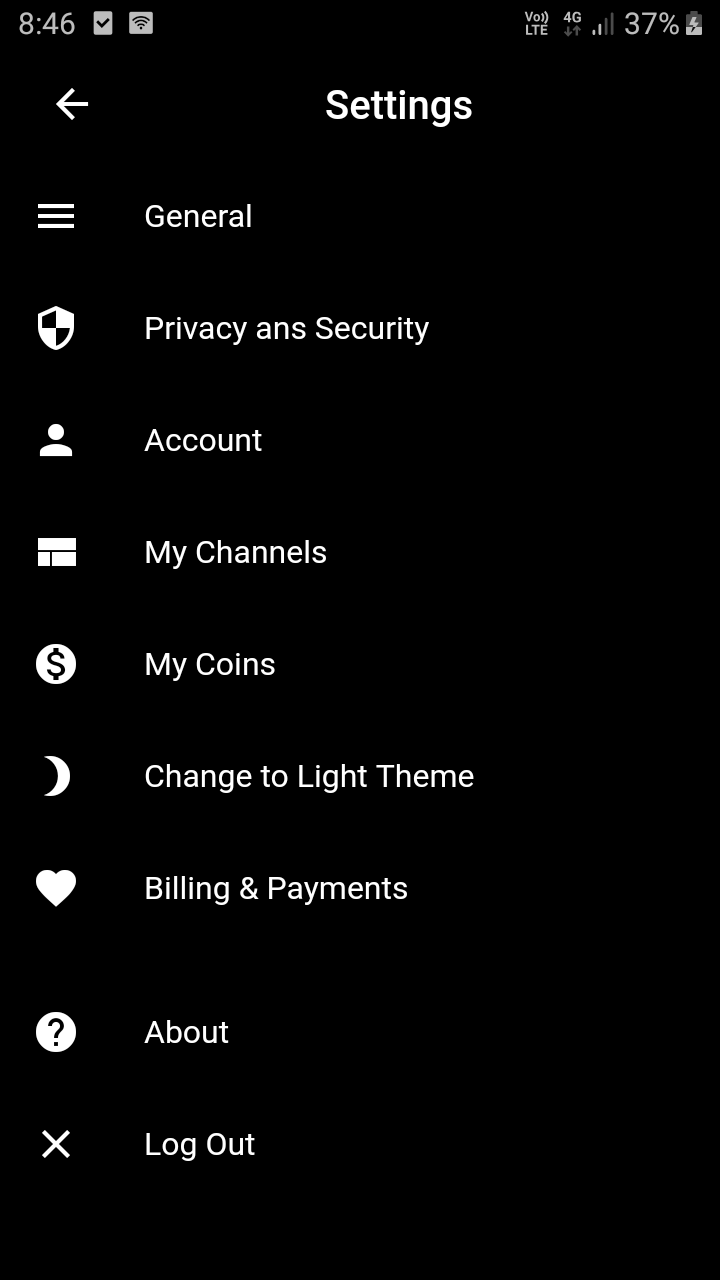 8:46 Vo)) LTE 4G 37%
Settings
General
Privacy ans Security
Account
My Channels
My Coins
Change to Light Theme
Billing & Payments
About
Log Out